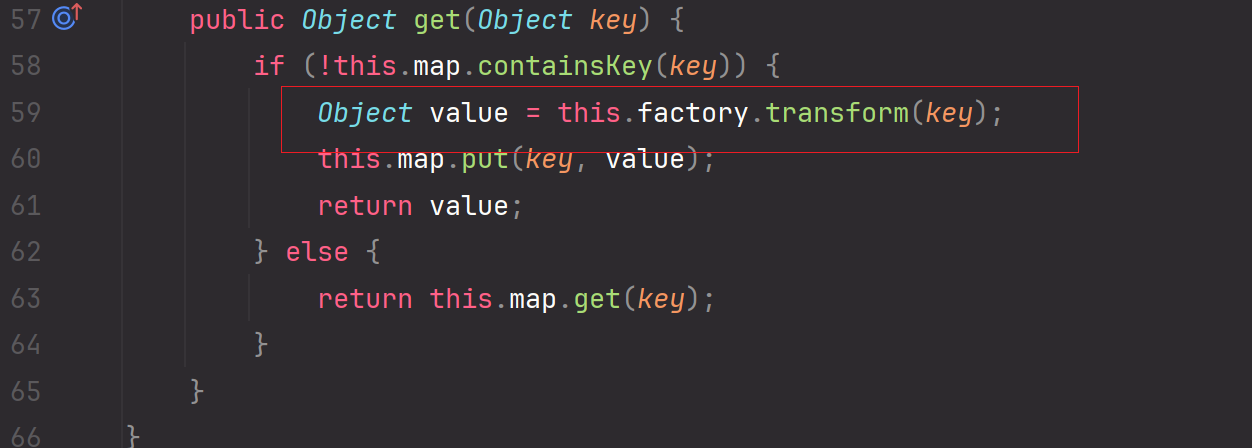 57 public Object get(Object key) {
58 if (!this.map.containsKey(key)) {
59 Object value = this.factory.transform(key);
60 this.map.put(key, value);
61 return value;
62 } else {
63 return this.map.get(key);
64 }
65 }
66 }